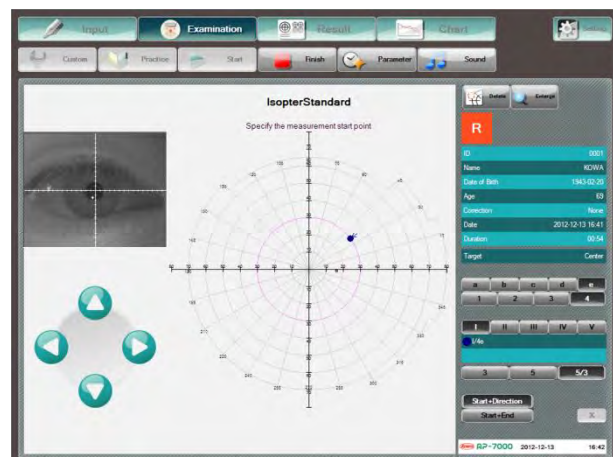 Input
Examination
Result
Chart
Custom
Practice
Start
Finish
Parameter
Sound
IsopterStandard
Specify the measurement start point
Details
Enlarge
R
ID 0001
Name KOWA
Date of Birth 1943-02-20
Age 69
Correction None
Date 2012-12-13 16:41
Duration 00:54
Target Center
a b c d e
1 2 3 4
I II III IV V
I/4e
3 5 5/3
Start+Direction
Start+End
X
RP-7000 2012-12-13 16:42